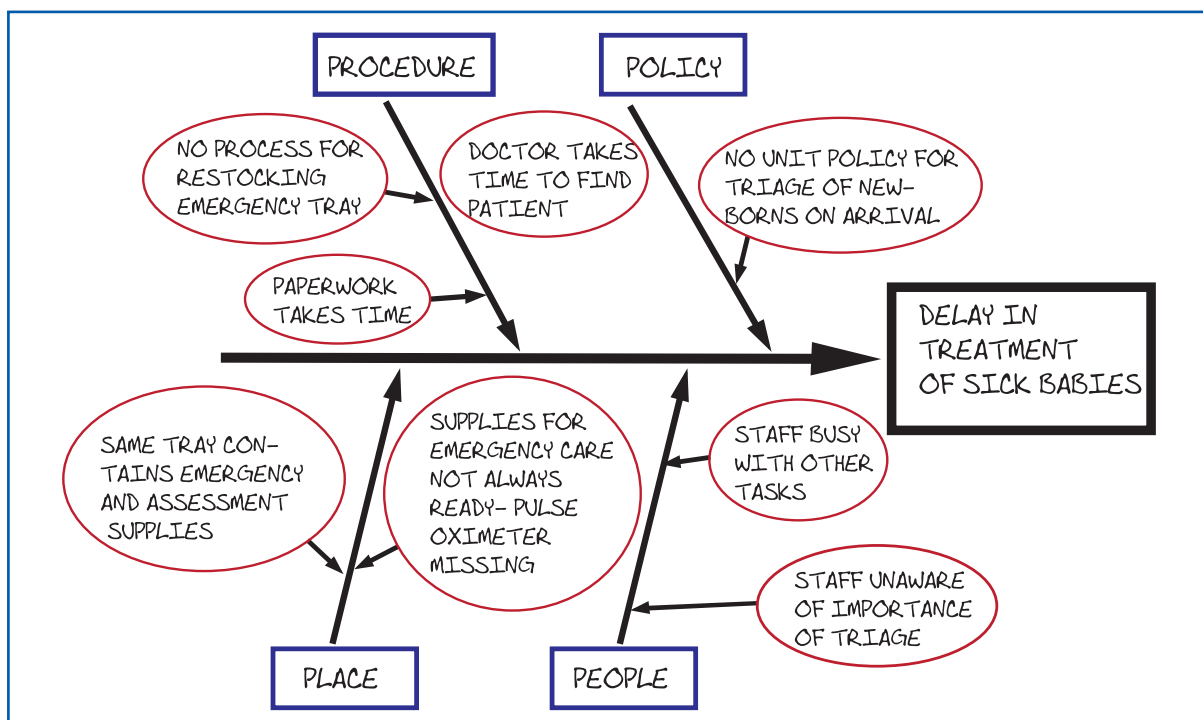 PROCEDURE
POLICY
NO PROCESS FOR
RESTOCKING
EMERGENCY TRAY
DOCTOR TAKES
TIME TO FIND
PATIENT
NO UNIT POLICY FOR
TRIAGE OF NEW-
BORNS ON ARRIVAL
PAPERWORK
TAKES TIME
DELAY IN
TREATMENT
OF SICK BABIES
SAME TRAY CON-
TAINS EMERGENCY
AND ASSESSMENT
SUPPLIES
SUPPLIES FOR
EMERGENCY CARE
NOT ALWAYS
READY- PULSE
OXIMETER
MISSING
STAFF BUSY
WITH OTHER
TASKS
STAFF UNAWARE
OF IMPORTANCE
OF TRIAGE
PLACE
PEOPLE